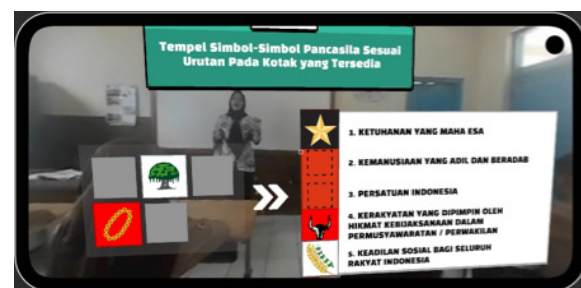 Tempel Simbol-Simbol Pancasila Sesuai
Urutan Pada Kotak yang Tersedia
1. KETUHANAN YANG MAHA ESA
2. KEMANUSIAAN YANG ADIL DAN BERADAB
3. PERSATUAN INDONESIA
4. KERAKYATAN YANG DIPIMPIN OLEH
HIKMAT KEBIJAKSANAAN DALAM
PERMUSYAWARATAN / PERWAKILAN
5. KEADILAN SOSIAL BAGI SELURUH
RAKYAT INDONESIA